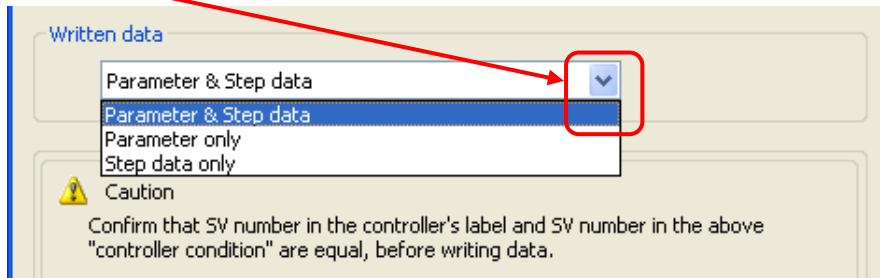 Written data
Parameter & Step data
Parameter & Step data
Parameter only
Step data only
Caution
Confirm that SV number in the controller's label and SV number in the above
"controller condition" are equal, before writing data.